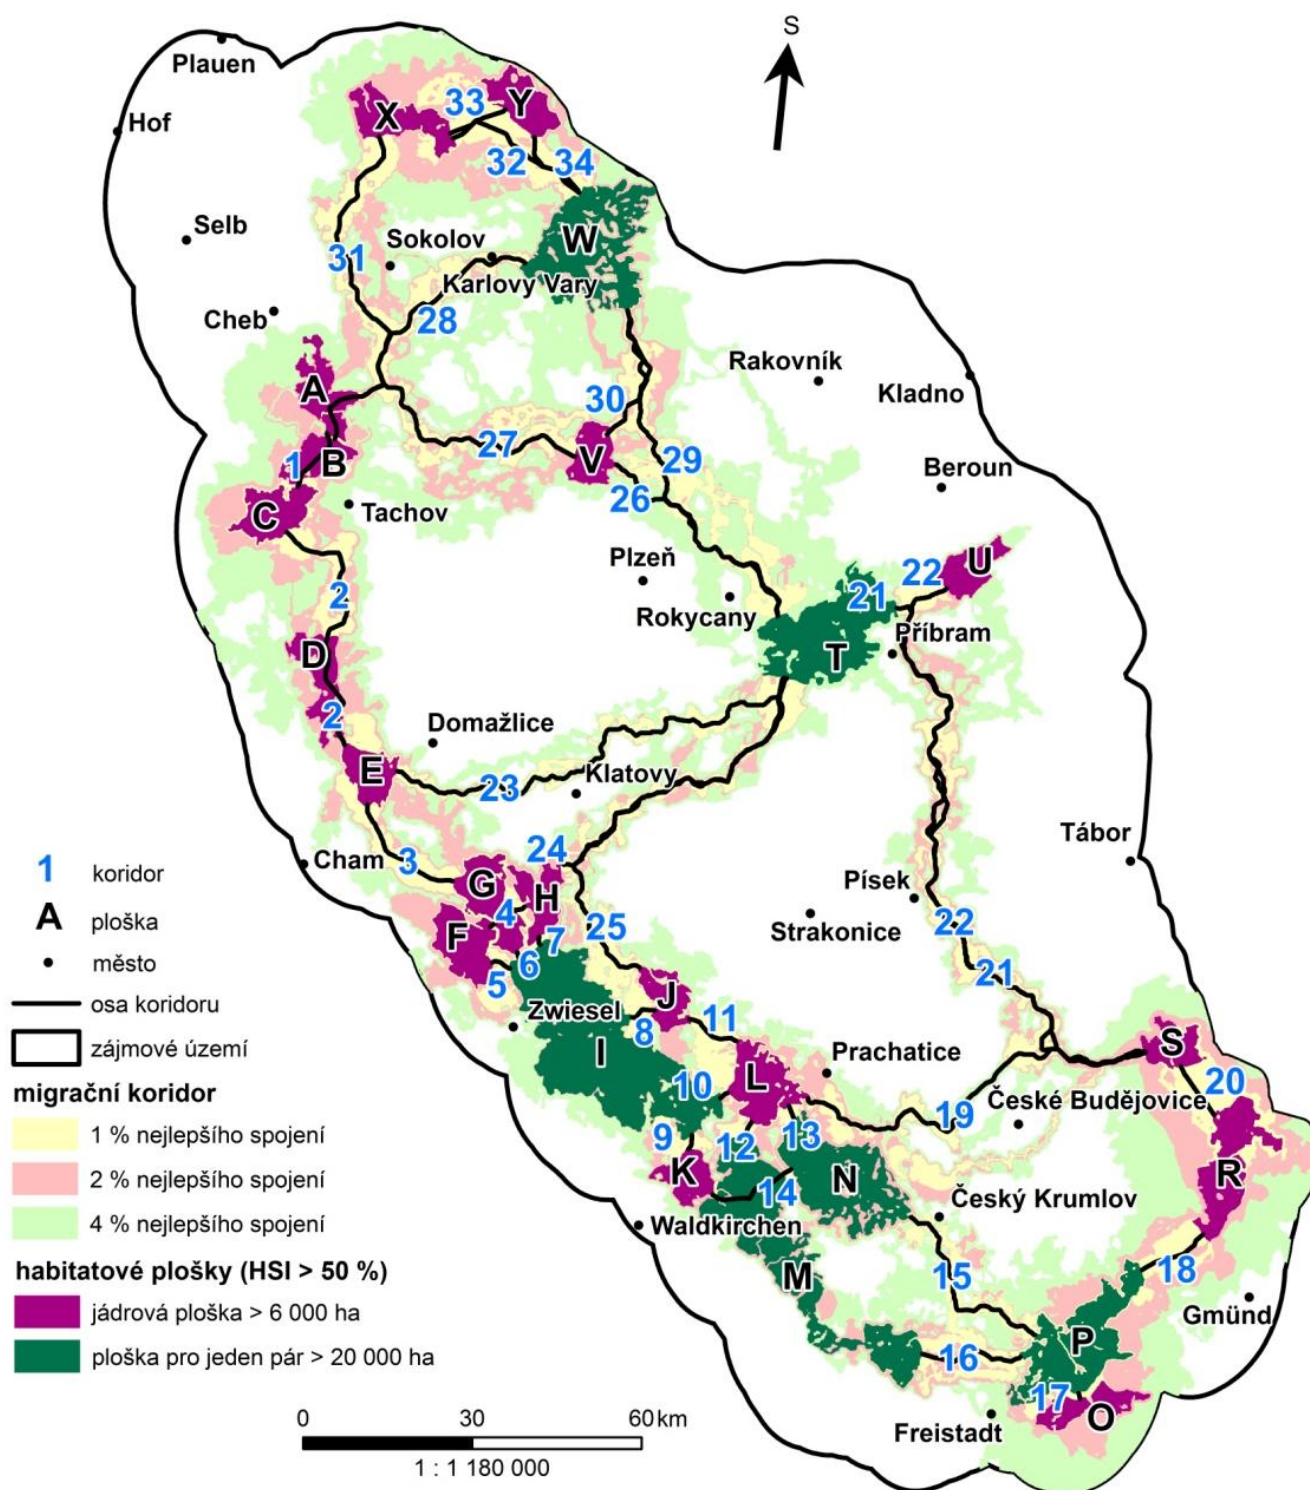 S
Plauen
Hof
X
33
Y
32
34
Selb
W
Sokolov
31
Karlovy Vary
Cheb
28
Rakovník
A
Kladno
30
27
B
V
29
1
Beroun
26
C
Tachov
Plzeň
U
22
2
21
Rokycany
Příbram
D
T
2
Domažlice
E
Klatovy
23
Tábor
24
Cham
3
G
H
Písek
4
F
25
22
Strakonice
7
6
5
21
J
Zwiesel
8
11
S
I
Prachatice
L
20
10
19
České Budějovice
9
12
13
K
14
N
R
Český Krumlov
Waldkirchen
M
15
18
Gmünd
P
16
17
O
Freistadt
1 koridor
A ploška
město
osa koridoru
zájmové území
migrační koridor
1 % nejlepšího spojení
2 % nejlepšího spojení
4 % nejlepšího spojení
habitatové plošky (HSI > 50 %)
jádrová ploška > 6 000 ha
ploška pro jeden pár > 20 000 ha
0 30 60 km
1 : 1 180 000